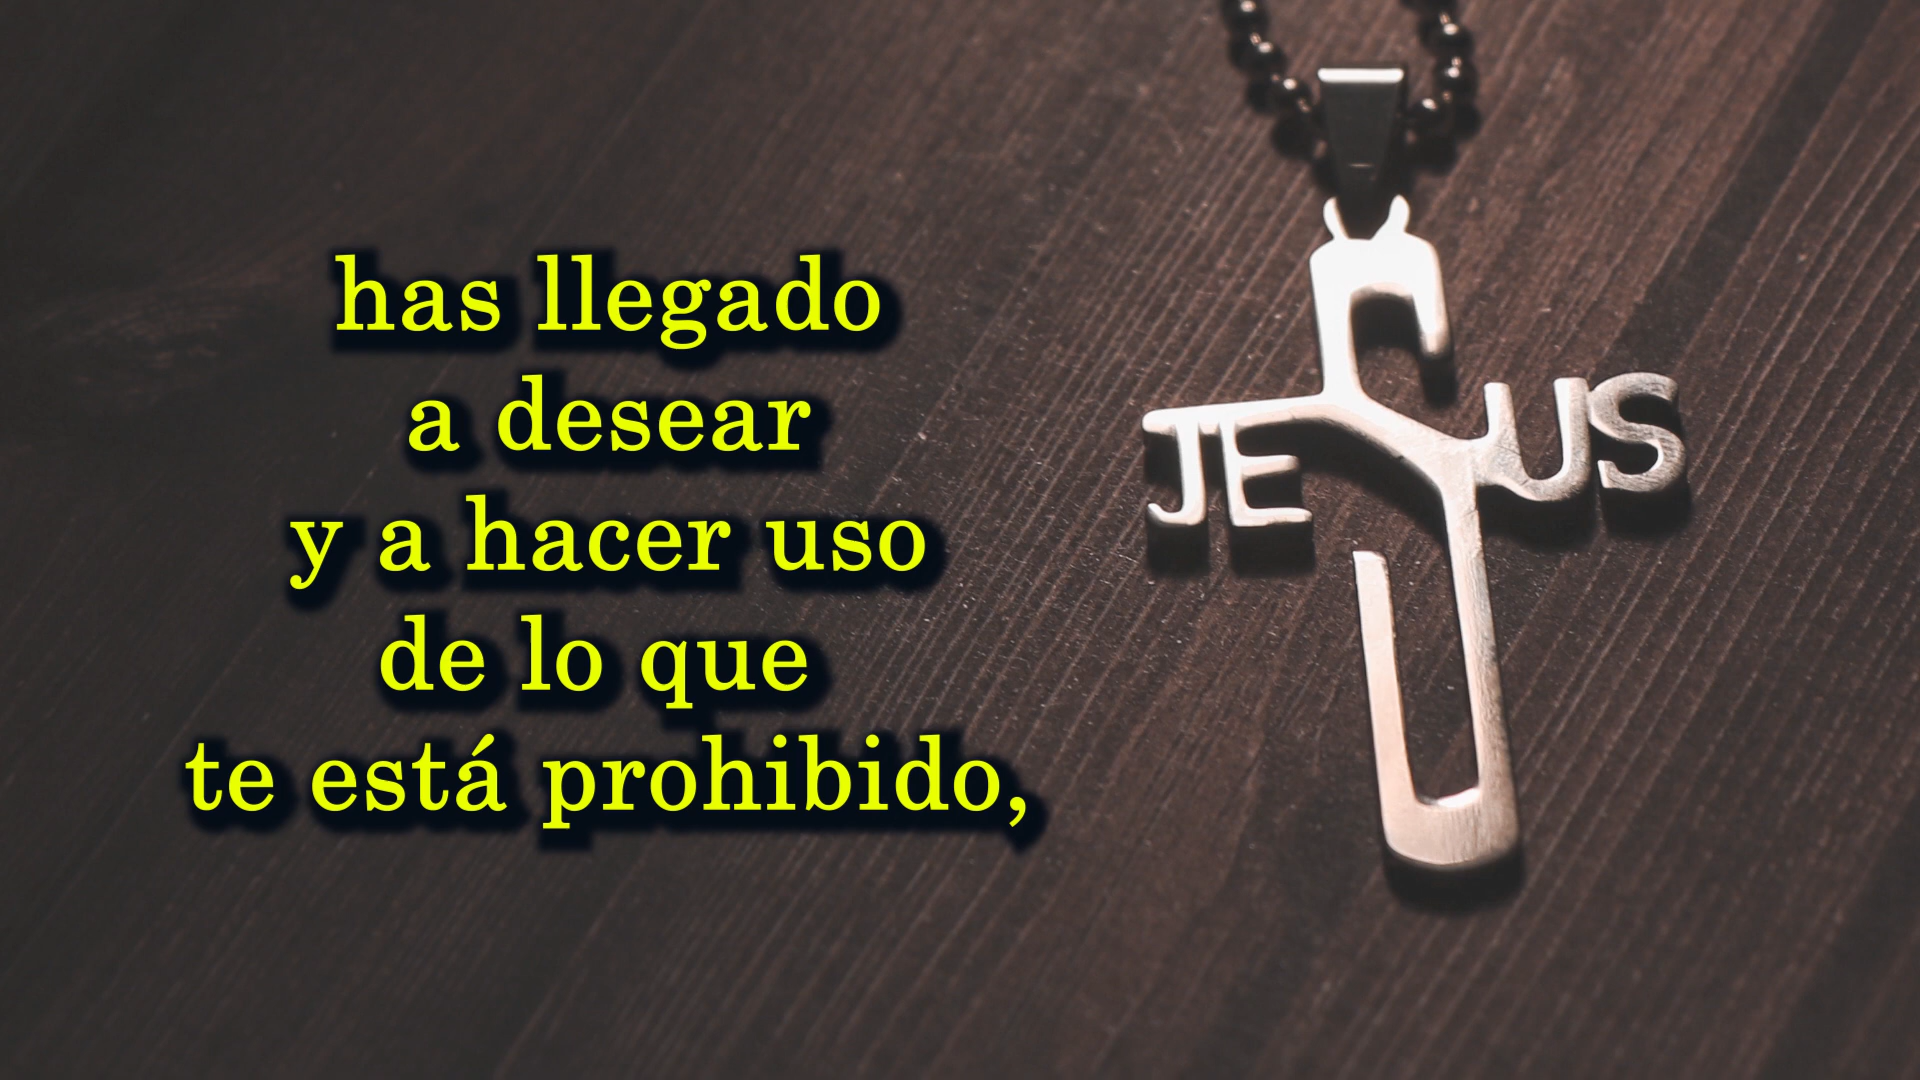 has llegado
a desear
y a hacer uso
de lo que
te está prohibido,
JESUS